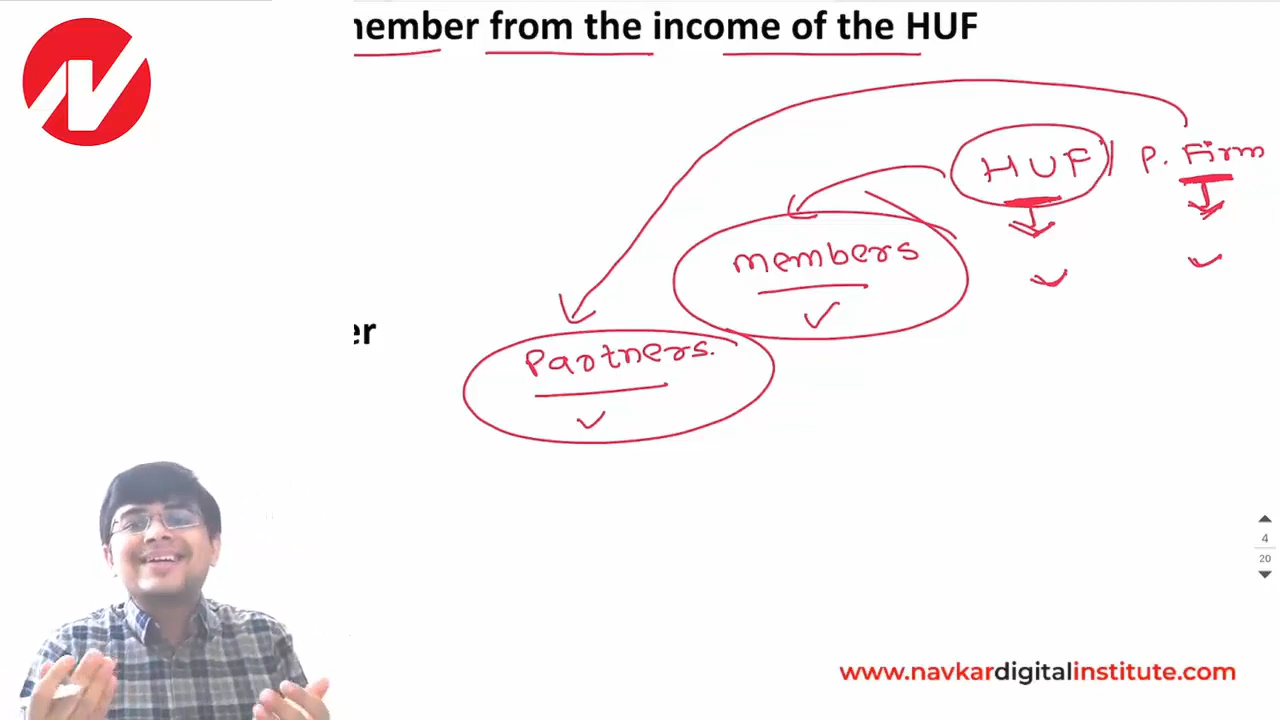 member from the income of the HUF
HUF / P. Firm
members
er
Partners.
4
20
www.navkardigitalinstitute.com